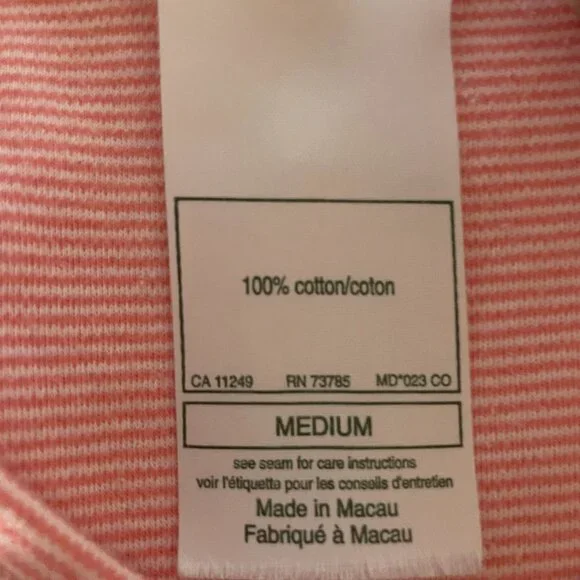 100% cotton/coton
CA 11249 RN 73785 MD*023 CO
MEDIUM
see seam for care instructions
voir l'étiquette pour les conseils d'entretien
Made in Macau
Fabriqué à Macau